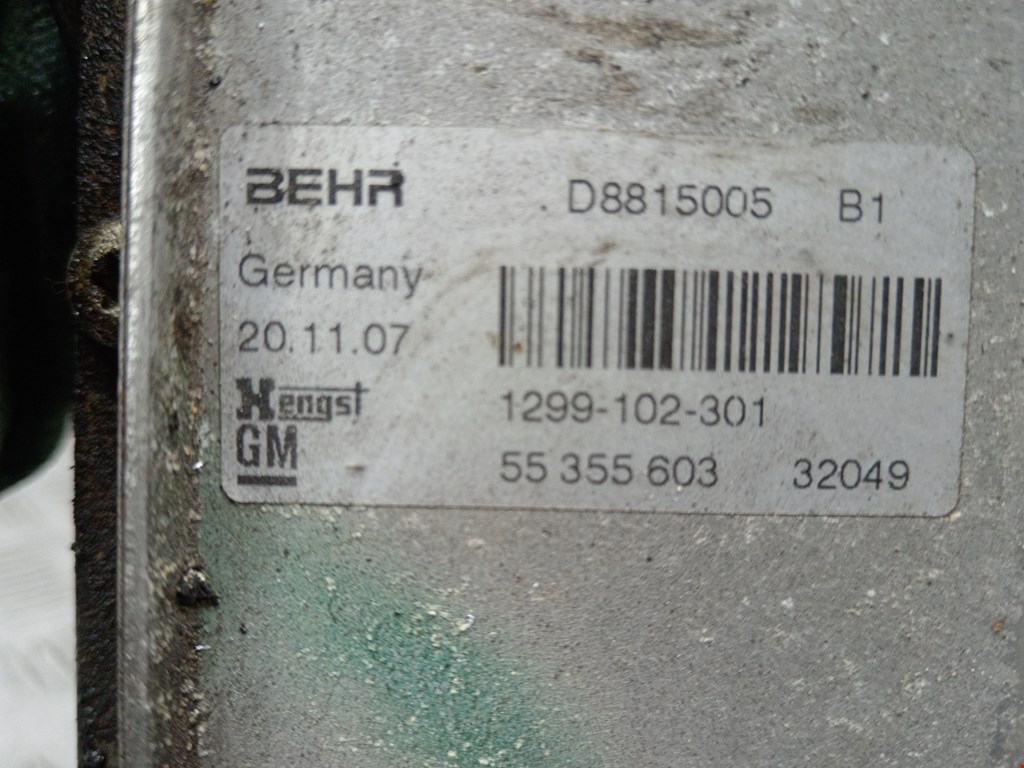 BEHR D8815005 B1
Germany
20.11.07
Hengst 1299-102-301
GM 55 355 603 32049